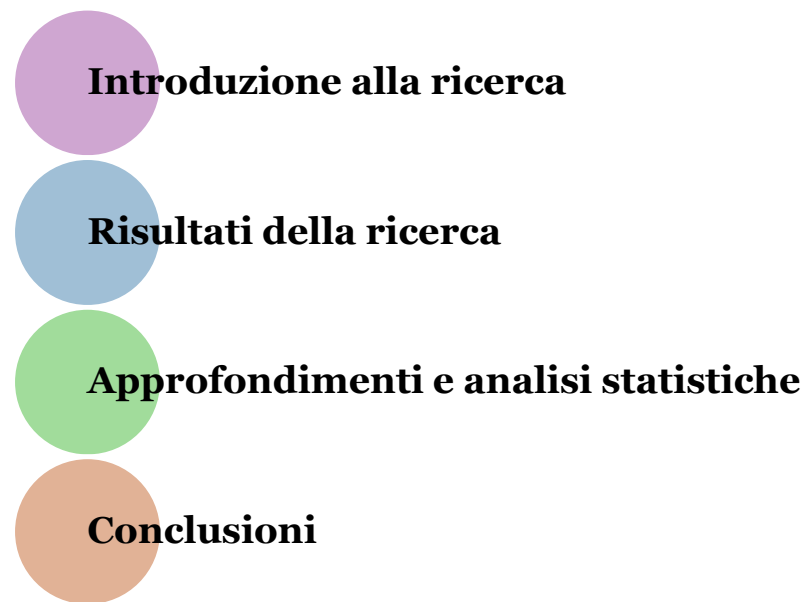 Introduzione alla ricerca
Risultati della ricerca
Approfondimenti e analisi statistiche
Conclusioni